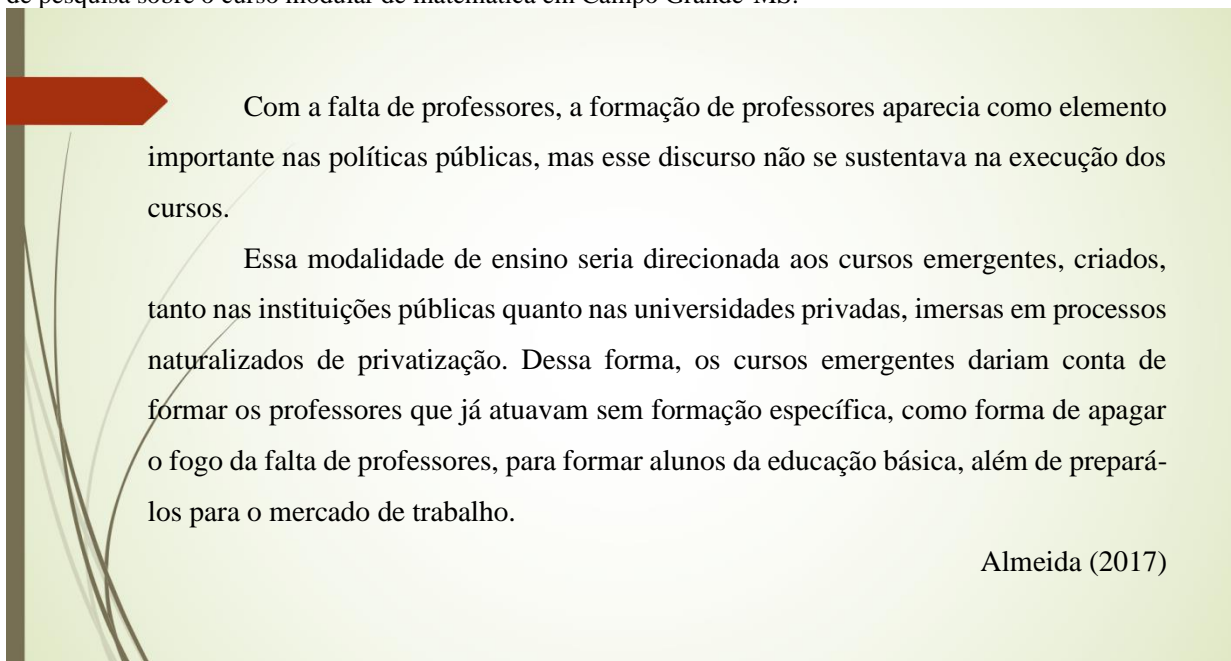 de pesquisa sobre o curso modular de matemática em Campo Grande-MS.
Com a falta de professores, a formação de professores aparecia como elemento
importante nas políticas públicas, mas esse discurso não se sustentava na execução dos
cursos.
Essa modalidade de ensino seria direcionada aos cursos emergentes, criados,
tanto nas instituições públicas quanto nas universidades privadas, imersas em processos
naturalizados de privatização. Dessa forma, os cursos emergentes dariam conta de
formar os professores que já atuavam sem formação específica, como forma de apagar
o fogo da falta de professores, para formar alunos da educação básica, além de prepará-
los para o mercado de trabalho.
Almeida (2017)